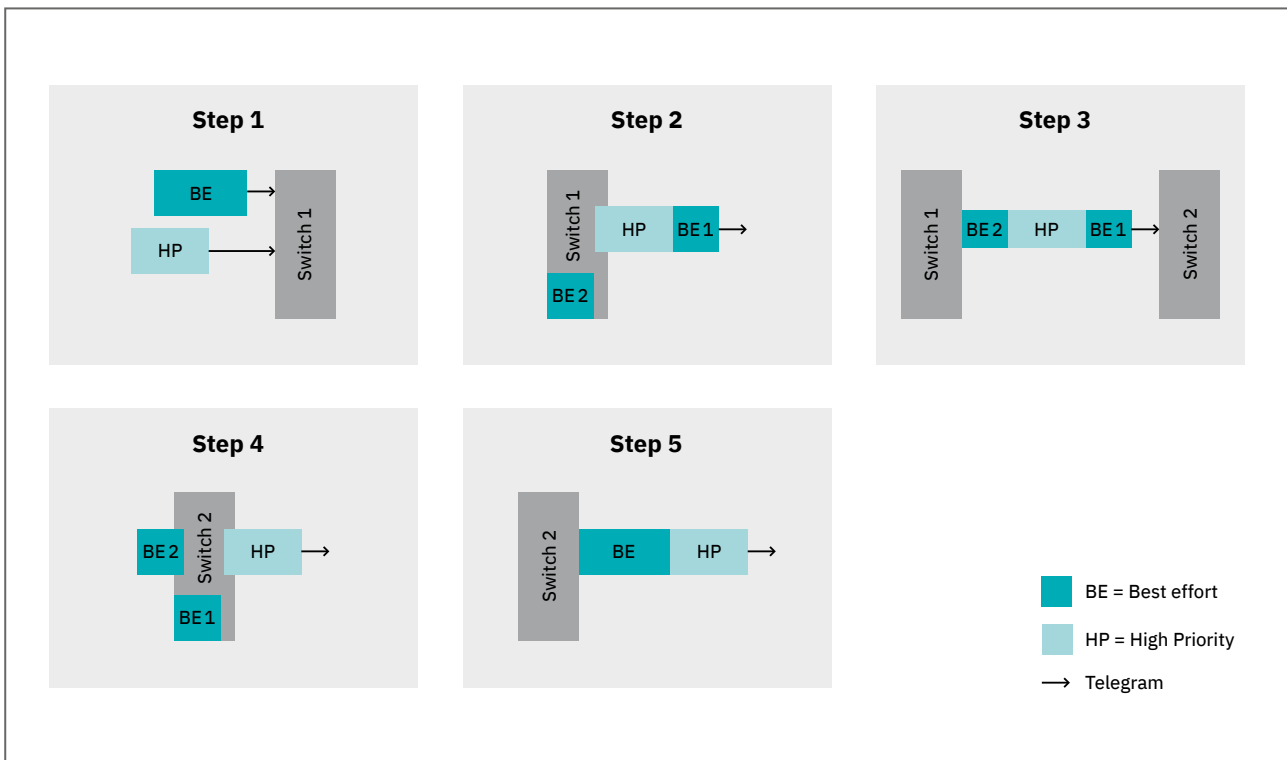 Step 1
BE
HP
Switch 1
Step 2
Switch 1
HP
BE 1
BE 2
Step 3
Switch 1
BE 2
HP
BE 1
Switch 2
Step 4
BE 2
Switch 2
HP
BE 1
Step 5
Switch 2
BE
HP
BE = Best effort
HP = High Priority
Telegram